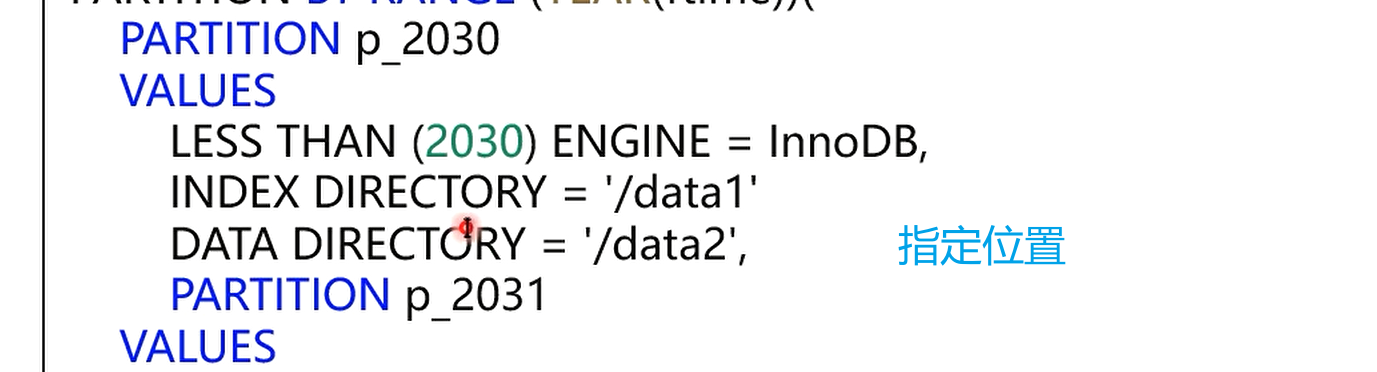 PARTITION BY RANGE (YEAR(rtime))(
PARTITION p_2030
VALUES
LESS THAN (2030) ENGINE = InnoDB,
INDEX DIRECTORY = '/data1'
DATA DIRECTORY = '/data2', 指定位置
PARTITION p_2031
VALUES